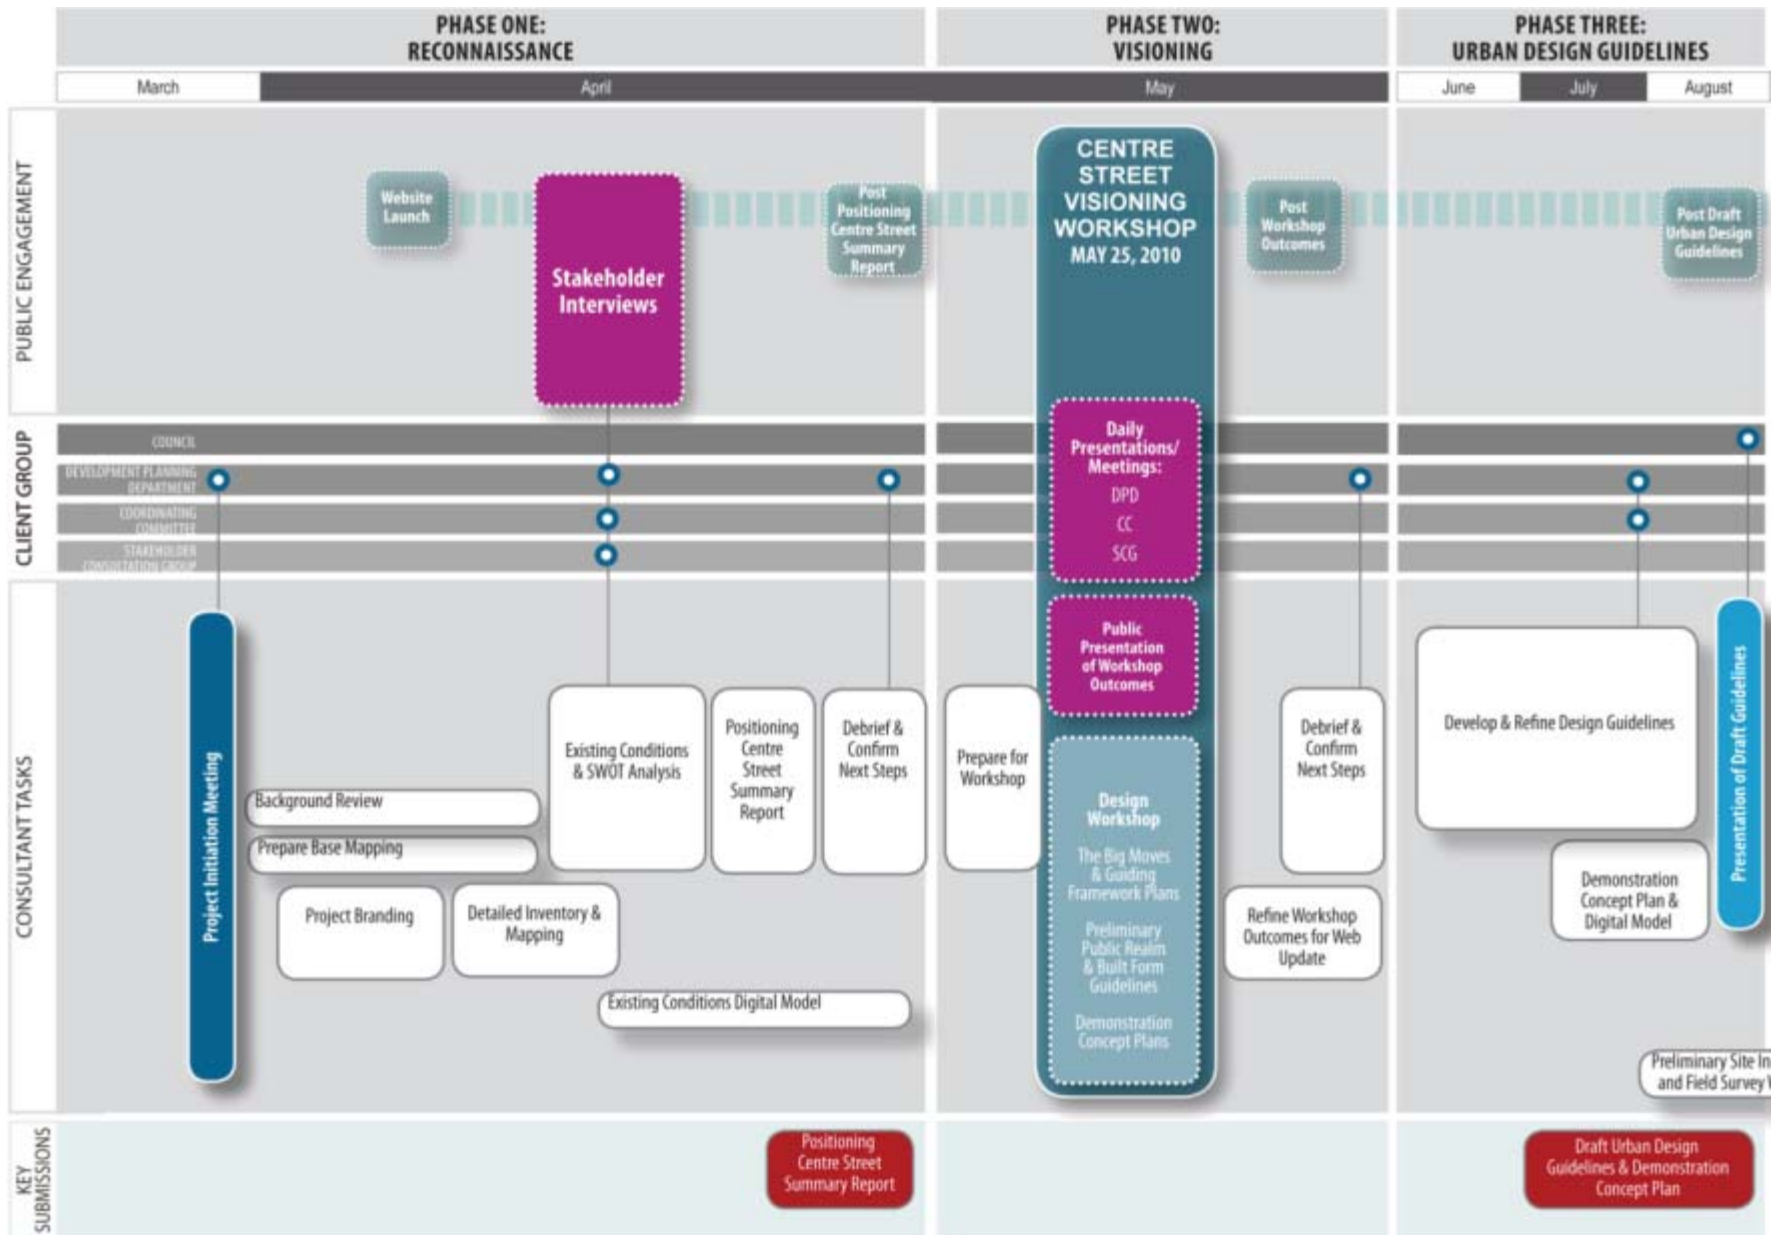 PHASE ONE:
RECONNAISSANCE
PHASE TWO:
VISIONING
PHASE THREE:
URBAN DESIGN GUIDELINES
March
April
May
June
July
August
PUBLIC ENGAGEMENT
Website
Launch
Stakeholder
Interviews
Post
Positioning
Centre Street
Summary
Report
CENTRE
STREET
VISIONING
WORKSHOP
MAY 25, 2010
Post
Workshop
Outcomes
Post Draft
Urban Design
Guidelines
CLIENT GROUP
COUNCIL
DEVELOPMENT PLANNING
DEPARTMENT
COORDINATING
COMMITTEE
STAKEHOLDER
CONSULTATION GROUP
Daily
Presentations/
Meetings:
DPD
CC
SCG
CONSULTANT TASKS
Project Initiation Meeting
Background Review
Prepare Base Mapping
Project Branding
Detailed Inventory &
Mapping
Existing Conditions
& SWOT Analysis
Positioning
Centre
Street
Summary
Report
Debrief &
Confirm
Next Steps
Existing Conditions Digital Model
Prepare for
Workshop
Public
Presentation
of Workshop
Outcomes
Design
Workshop
The Big Moves
& Guiding
Framework Plans
Preliminary
Public Realm
& Built Form
Guidelines
Demonstration
Concept Plans
Debrief &
Confirm
Next Steps
Refine Workshop
Outcomes for Web
Update
Develop & Refine Design Guidelines
Demonstration
Concept Plan &
Digital Model
Presentation of Draft Guidelines
Preliminary Site
and Field Survey
KEY
SUBMISSIONS
Positioning
Centre Street
Summary Report
Draft Urban Design
Guidelines & Demonstration
Concept Plan